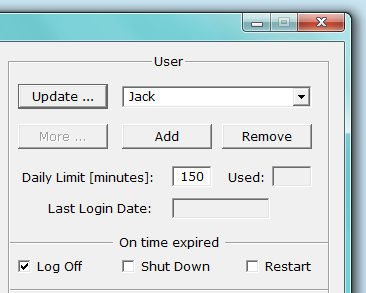 User
Update ... Jack
More ... Add Remove
Daily Limit [minutes]: 150 Used:
Last Login Date:
On time expired
Log Off Shut Down Restart